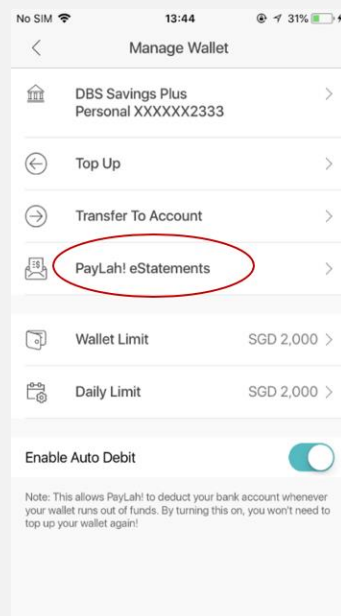 No SIM 13:44 31%
Manage Wallet
DBS Savings Plus
Personal XXXXXX2333
Top Up
Transfer To Account
PayLah! eStatements
Wallet Limit SGD 2,000
Daily Limit SGD 2,000
Enable Auto Debit
Note: This allows PayLah! to deduct your bank account whenever
your wallet runs out of funds. By turning this on, you won't need to
top up your wallet again!